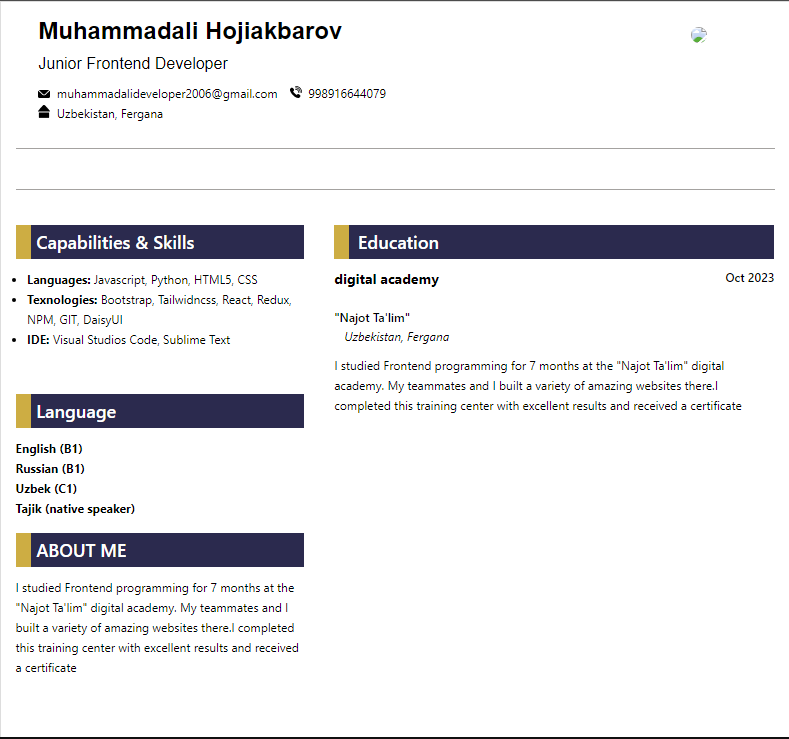 Muhammadali Hojiakbarov
Junior Frontend Developer
muhammadalideveloper2006@gmail.com 998916644079
Uzbekistan, Fergana
Capabilities & Skills
Languages: Javascript, Python, HTML5, CSS
Texnologies: Bootstrap, Tailwidncss, React, Redux,
NPM, GIT, DaisyUI
IDE: Visual Studios Code, Sublime Text
Language
English (B1)
Russian (B1)
Uzbek (C1)
Tajik (native speaker)
ABOUT ME
I studied Frontend programming for 7 months at the
"Najot Ta'lim" digital academy. My teammates and I
built a variety of amazing websites there.I completed
this training center with excellent results and received
a certificate
Education
digital academy Oct 2023
"Najot Ta'lim"
Uzbekistan, Fergana
I studied Frontend programming for 7 months at the "Najot Ta'lim" digital
academy. My teammates and I built a variety of amazing websites there.I
completed this training center with excellent results and received a certificate